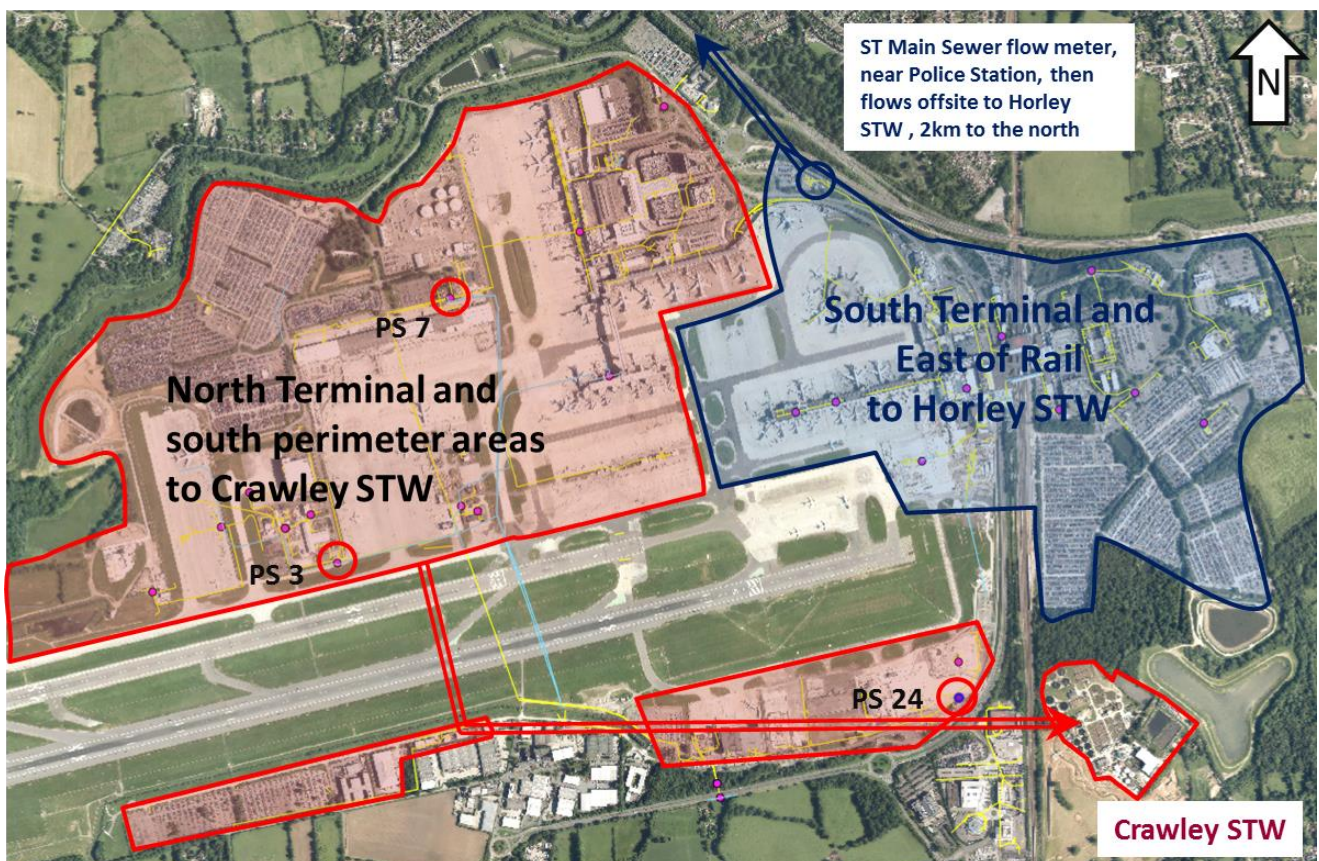 ST Main Sewer flow meter,
near Police Station, then
flows offsite to Horley
STW , 2km to the north
N
PS 7
South Terminal and
East of Rail
to Horley STW
North Terminal and
south perimeter areas
to Crawley STW
PS 3
PS 24
Crawley STW